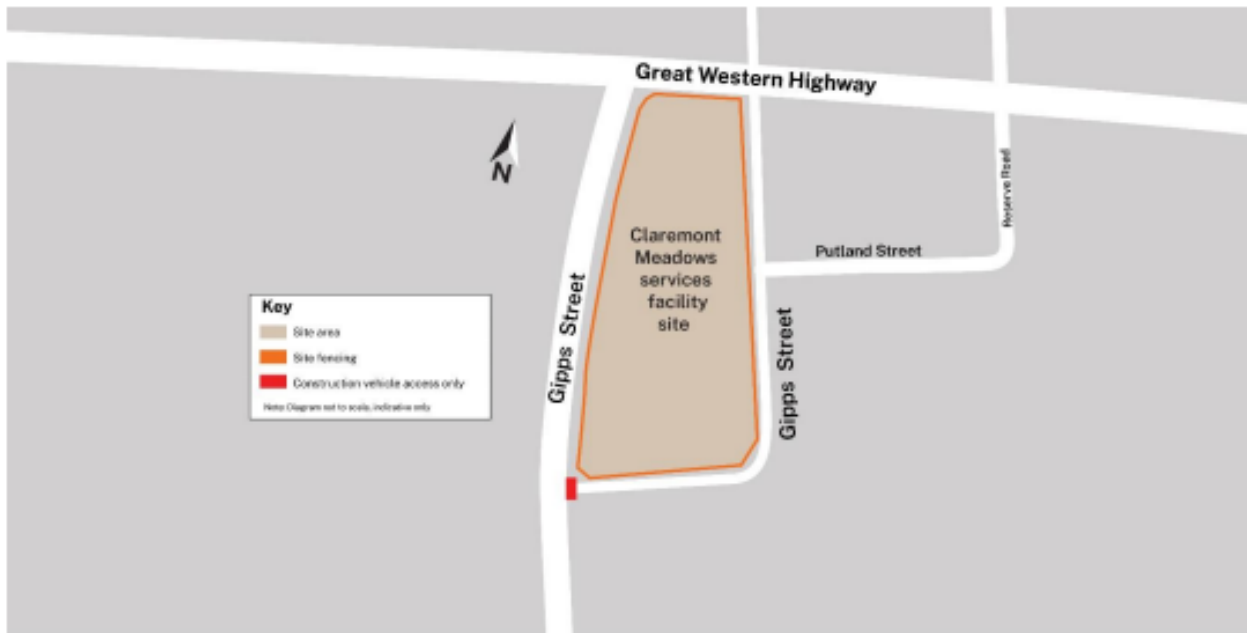 Great Western Highway
N
Reserve Road
Claremont
Meadows
services
facility
site
Putland Street
Gipps Street
Gipps Street
Key
Site area
Site fencing
Construction vehicle access only
Note: Diagram not to scale, indicative only